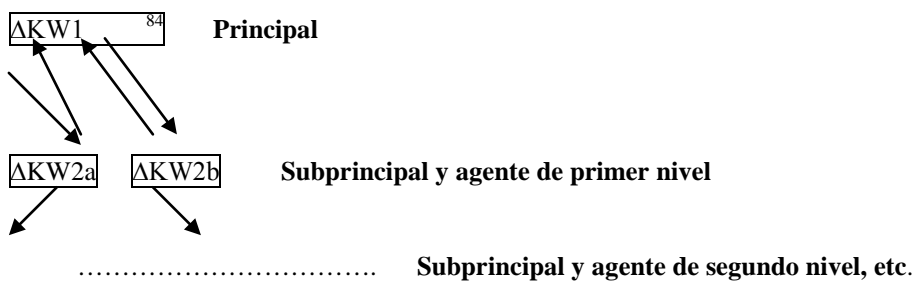 ΔKW1 84 Principal
ΔKW2a ΔKW2b Subprincipal y agente de primer nivel
……………………………. Subprincipal y agente de segundo nivel, etc.